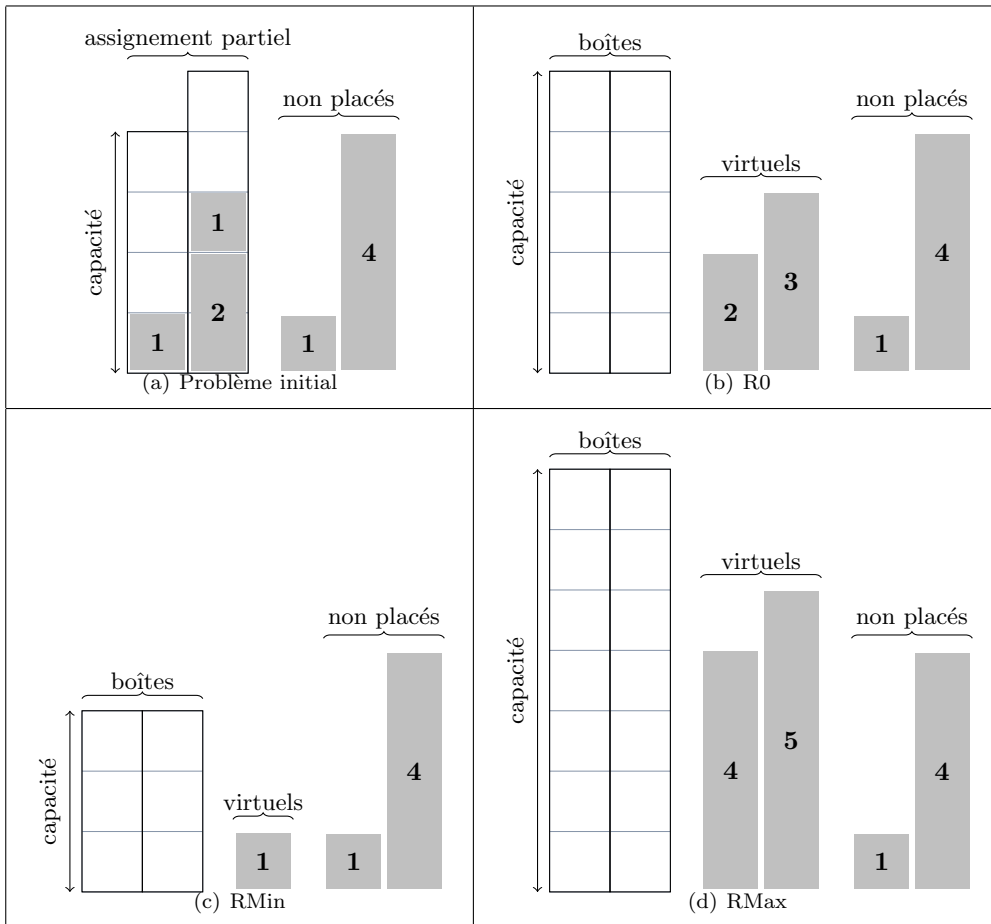 assignement partiel
non placés
capacité
1
1
2
1
4
(a) Problème initial
boîtes
non placés
virtuels
capacité
2
3
1
4
(b) R0
boîtes
virtuels
non placés
capacité
1
1
4
(c) RMin
boîtes
virtuels
non placés
capacité
4
5
1
4
(d) RMax